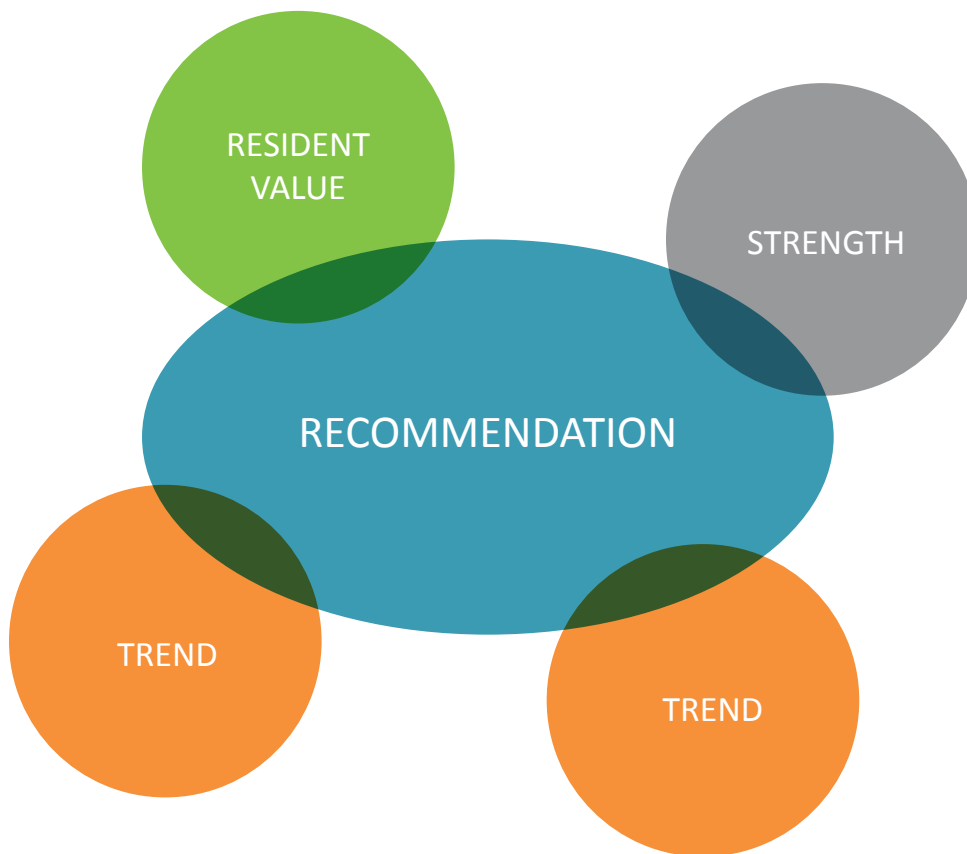 RESIDENT
VALUE
STRENGTH
RECOMMENDATION
TREND
TREND